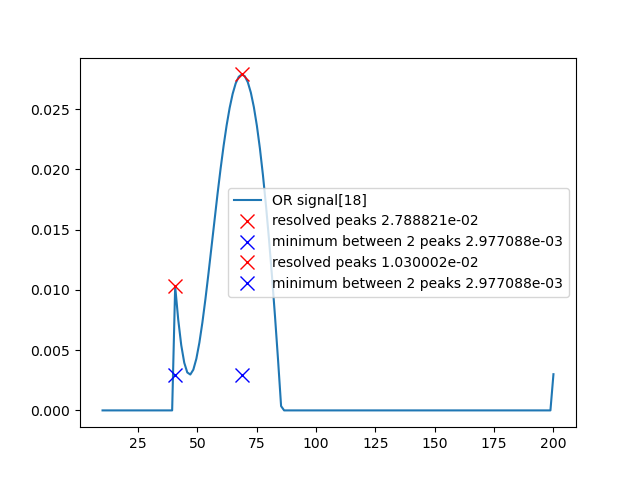 0.025
0.020
0.015
0.010
0.005
0.000
OR signal[18]
resolved peaks 2.788821e-02
minimum between 2 peaks 2.977088e-03
resolved peaks 1.030002e-02
minimum between 2 peaks 2.977088e-03
25 50 75 100 125 150 175 200